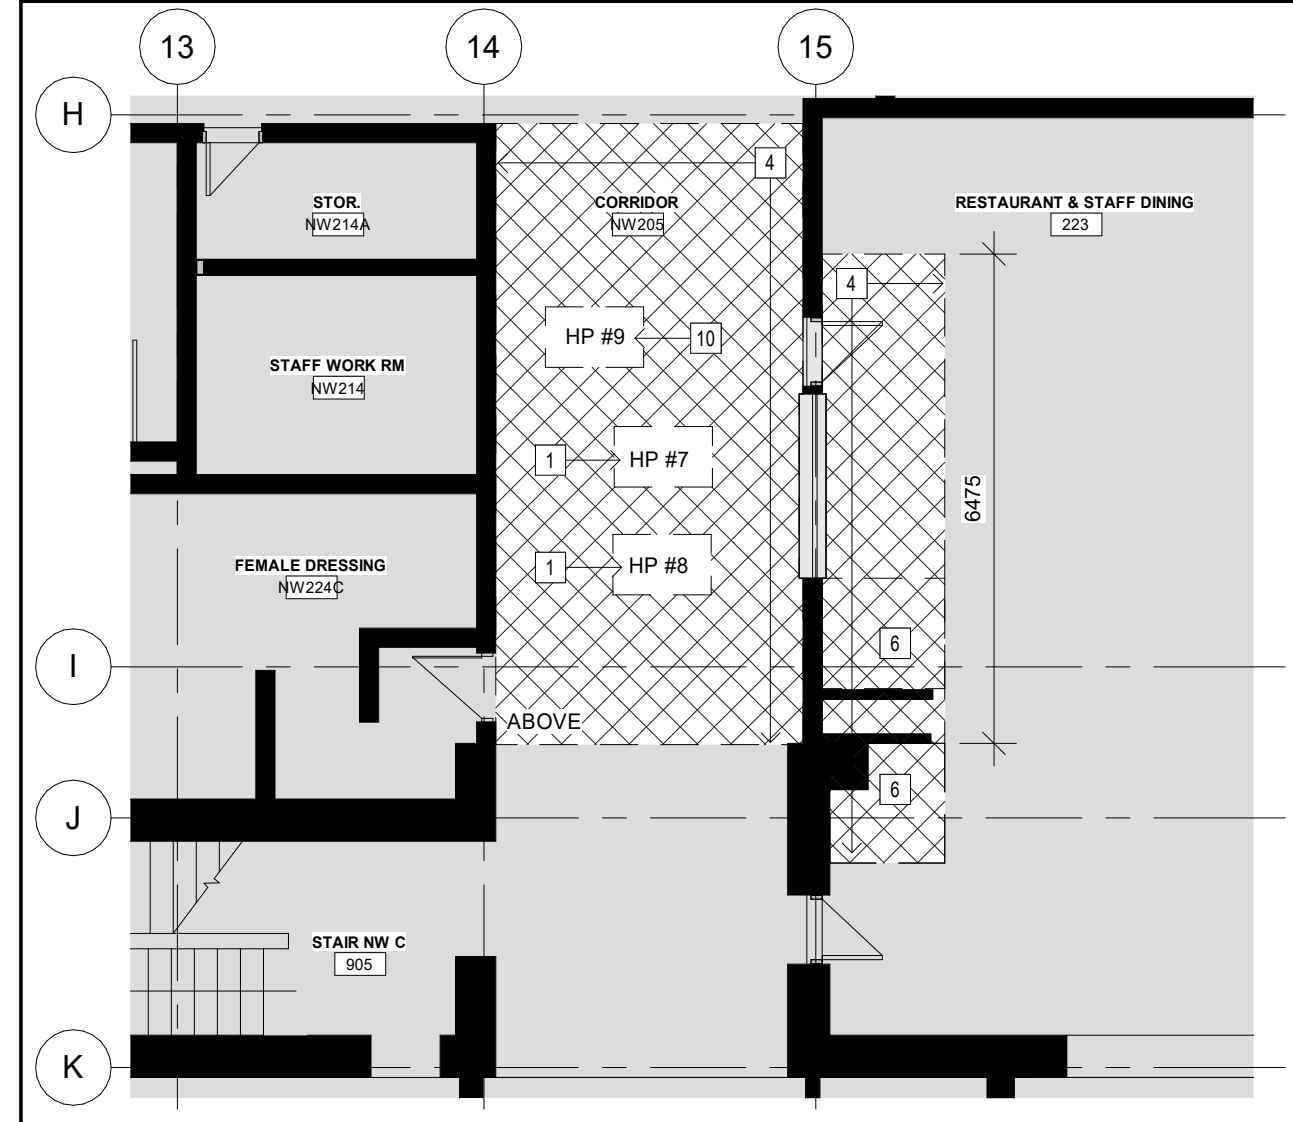 13
14
15
H
4
STOR.
NW214A
CORRIDOR
NW205
RESTAURANT & STAFF DINING
223
4
HP #9
10
STAFF WORK RM
NW214
1
HP #7
6475
FEMALE DRESSING
NW224C
1
HP #8
6
I
ABOVE
6
J
STAIR NW C
905
K